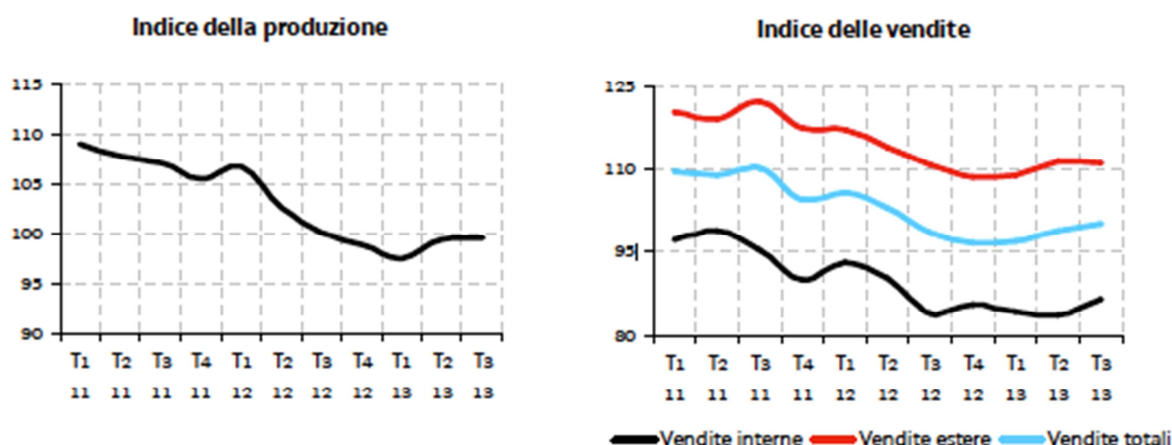 Indice della produzione
115
110
105
100
95
90
T1 T2 T3 T4 T1 T2 T3 T4 T1 T2 T3
11 11 11 11 12 12 12 12 13 13 13
Indice delle vendite
125
110
95
80
T1 T2 T3 T4 T1 T2 T3 T4 T1 T2 T3
11 11 11 11 12 12 12 12 13 13 13
Vendite interne Vendite estere Vendite totali